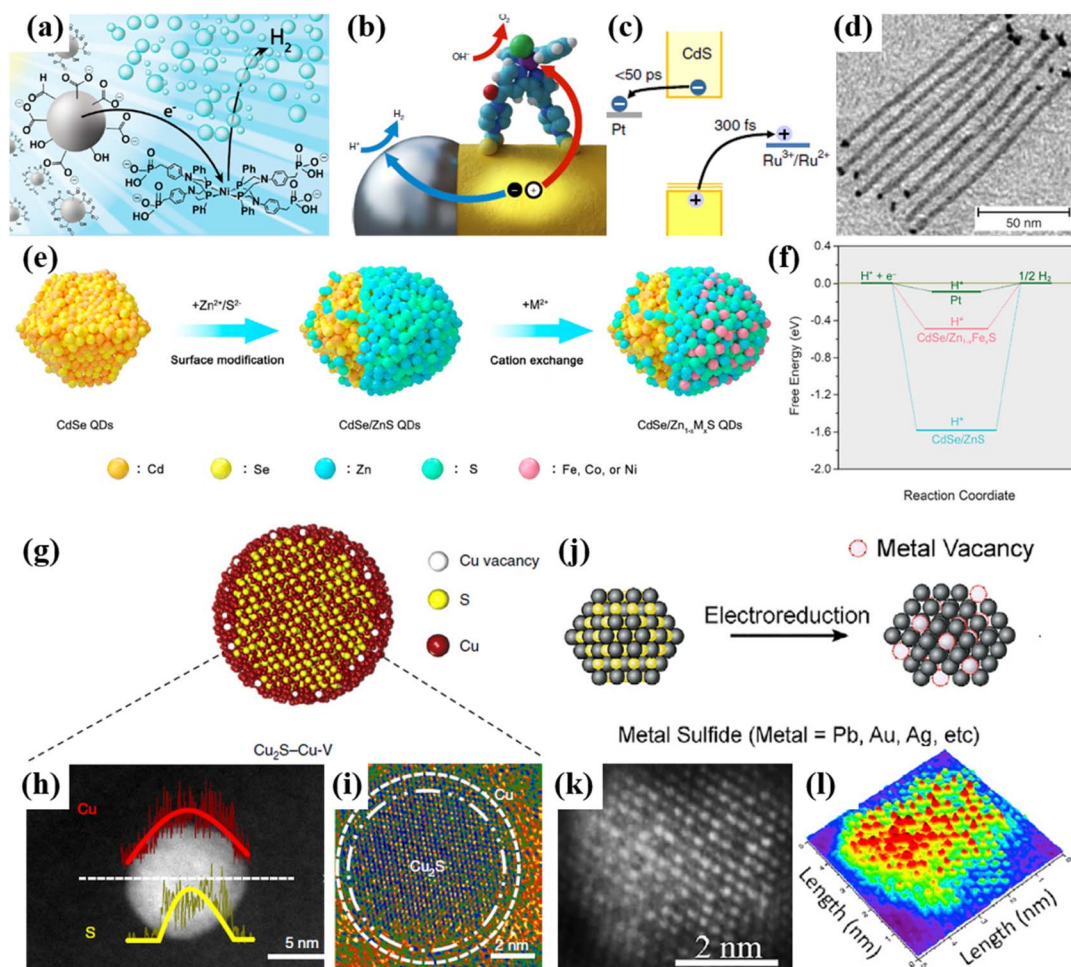 (a)
H₂
e⁻
Ni
(b)
O₂
OH⁻
H₂
H⁺
(c)
CdS
<50 ps
Pt
300 fs
Ru³⁺/Ru²⁺
(d)
50 nm
(e)
+Zn²⁺/S²⁻
Surface modification
+M²⁺
Cation exchange
CdSe QDs
CdSe/ZnS QDs
CdSe/Zn₁₋ₓMₓS QDs
: Cd
: Se
: Zn
: S
: Fe, Co, or Ni
(f)
0.4
0.0
-0.4
-0.8
-1.2
-1.6
-2.0
Free Energy (eV)
H⁺ + e⁻
H*
Pt
1/2 H₂
H*
CdSe/Zn₁₋ₓFeₓS
H*
CdSe/ZnS
Reaction Coordiate
(g)
Cu vacancy
S
Cu
Cu₂S–Cu-V
(j)
Metal Vacancy
Electroreduction
Metal Sulfide (Metal = Pb, Au, Ag, etc)
(h)
Cu
S
5 nm
(i)
Cu
Cu₂S
2 nm
(k)
2 nm
(l)
Length (nm)
Length (nm)